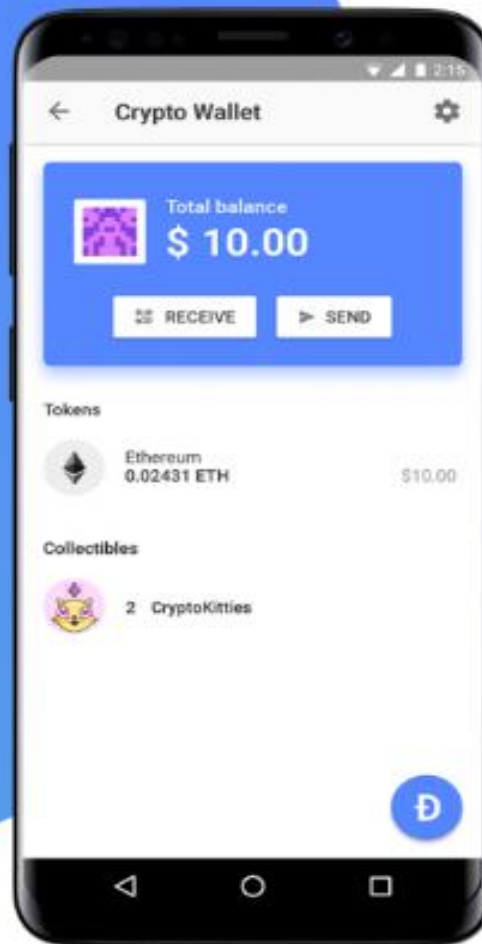 2:15
Crypto Wallet
Total balance
$ 10.00
RECEIVE
SEND
Tokens
Ethereum
0.02431 ETH
$10.00
Collectibles
2 CryptoKitties
Đ